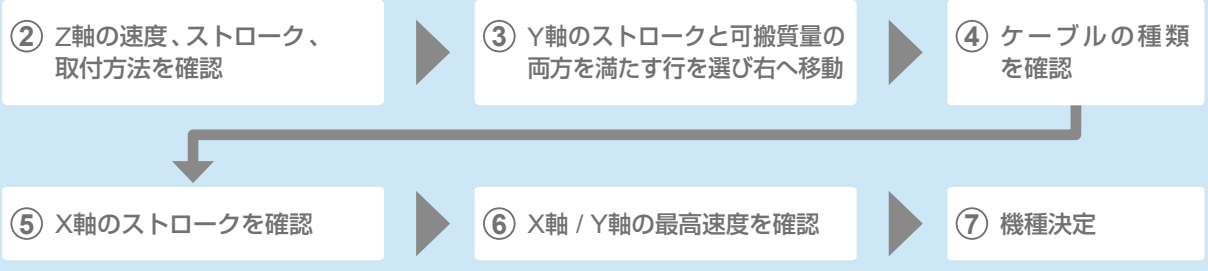 ② Z軸の速度、ストローク、
取付方法を確認
③ Y軸のストロークと可搬質量の
両方を満たす行を選び右へ移動
④ ケーブルの種類
を確認
⑤ X軸のストロークを確認
⑥ X軸 / Y軸の最高速度を確認
⑦ 機種決定